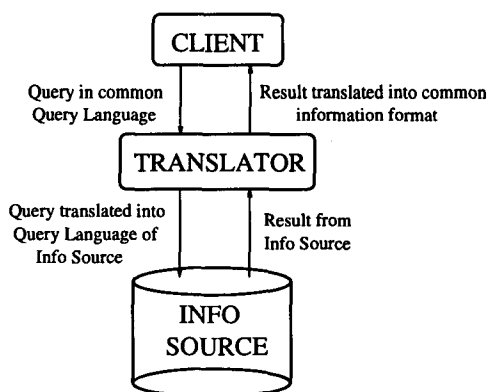 CLIENT
Query in common
Query Language
Result translated into common
information format
TRANSLATOR
Query translated into
Query Language of
Info Source
Result from
Info Source
INFO
SOURCE